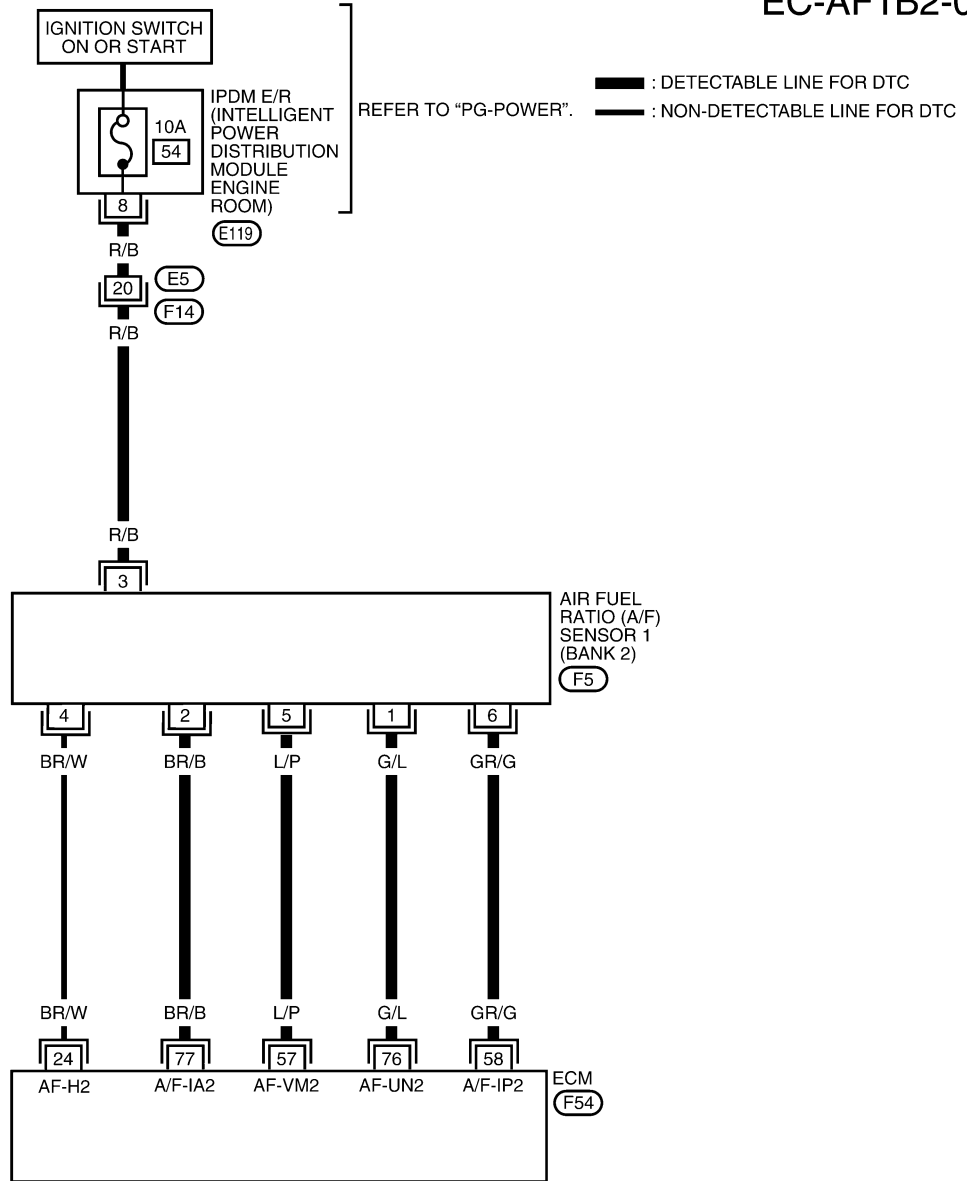 EC-AF1B2-0
IGNITION SWITCH
ON OR START
IPDM E/R
(INTELLIGENT
POWER
DISTRIBUTION
MODULE
ENGINE
ROOM)
E119
10A
54
8
REFER TO “PG-POWER”.
: DETECTABLE LINE FOR DTC
: NON-DETECTABLE LINE FOR DTC
R/B
20
E5
F14
R/B
R/B
3
AIR FUEL
RATIO (A/F)
SENSOR 1
(BANK 2)
F5
4 2 5 1 6
BR/W BR/B L/P G/L GR/G
BR/W BR/B L/P G/L GR/G
24 77 57 76 58
AF-H2 A/F-IA2 AF-VM2 AF-UN2 A/F-IP2
ECM
F54